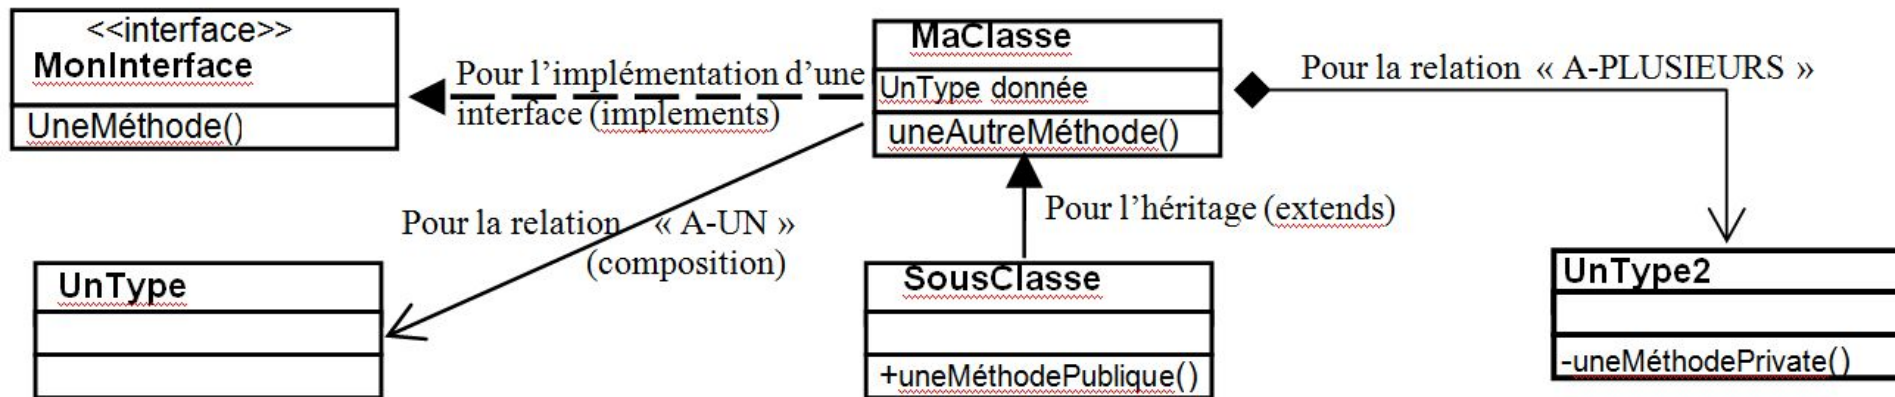 <<interface>>
MonInterface
UneMéthode()
Pour l’implémentation d’une
interface (implements)
MaClasse
UnType donnée
uneAutreMéthode()
Pour la relation « A-PLUSIEURS »
Pour la relation « A-UN »
(composition)
Pour l’héritage (extends)
UnType
SousClasse
+uneMéthodePublique()
UnType2
-uneMéthodePrivate()